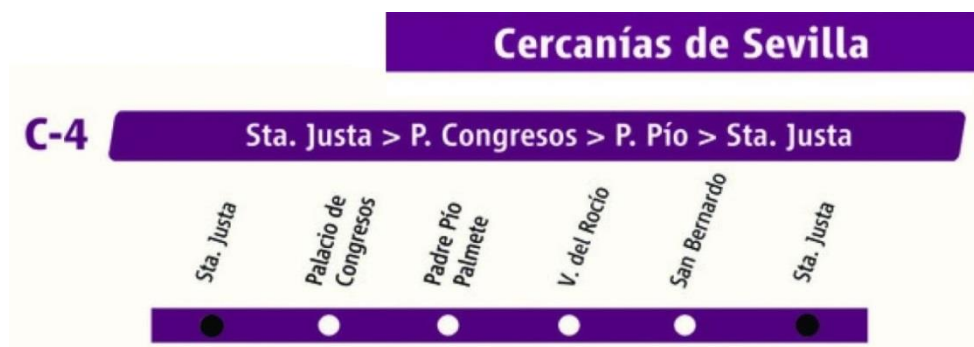 Cercanías de Sevilla
C-4
Sta. Justa > P. Congresos > P. Pío > Sta. Justa
Sta. Justa
Palacio de
Congresos
Padre Pío
Palmete
V. del Rocío
San Bernardo
Sta. Justa